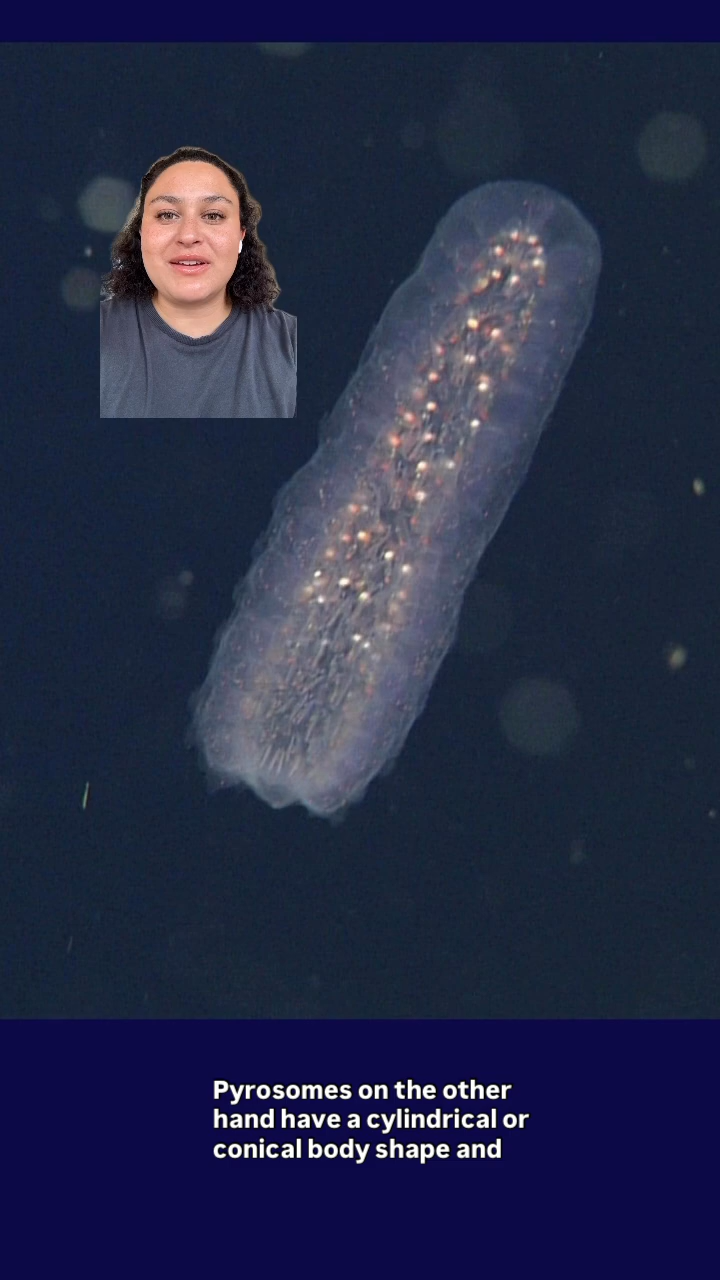 Pyrosomes on the other
hand have a cylindrical or
conical body shape and